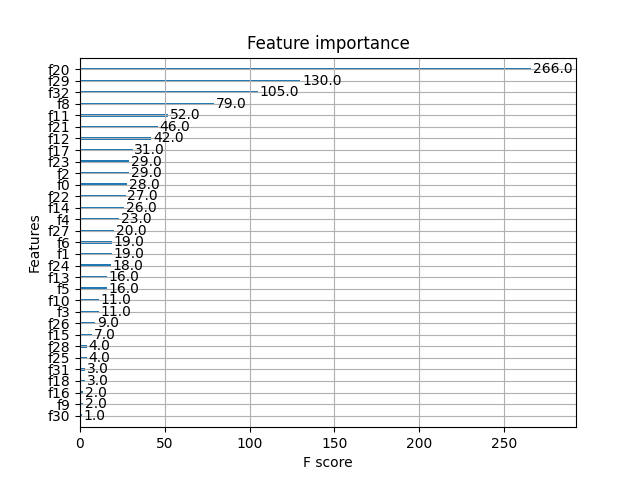 Feature importance
f20 266.0
f29 130.0
f32 105.0
f8 79.0
f11 52.0
f21 46.0
f12 42.0
f17 31.0
f23 29.0
f2 29.0
f0 28.0
f22 27.0
f14 26.0
f4 23.0
f27 20.0
f6 19.0
f1 19.0
f24 18.0
f13 16.0
f5 16.0
f10 11.0
f3 11.0
f26 9.0
f15 7.0
f28 4.0
f25 4.0
f31 3.0
f18 3.0
f16 2.0
f9 2.0
f30 1.0
Features
0 50 100 150 200 250
F score